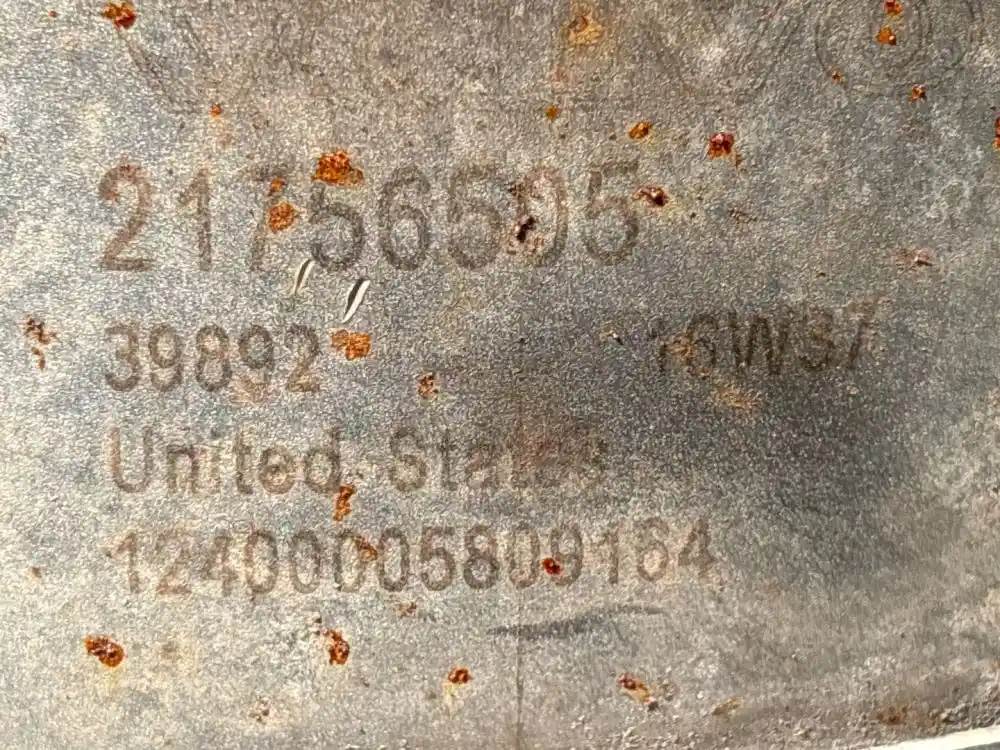 21756505
39892 16W37
United States
12400005809164